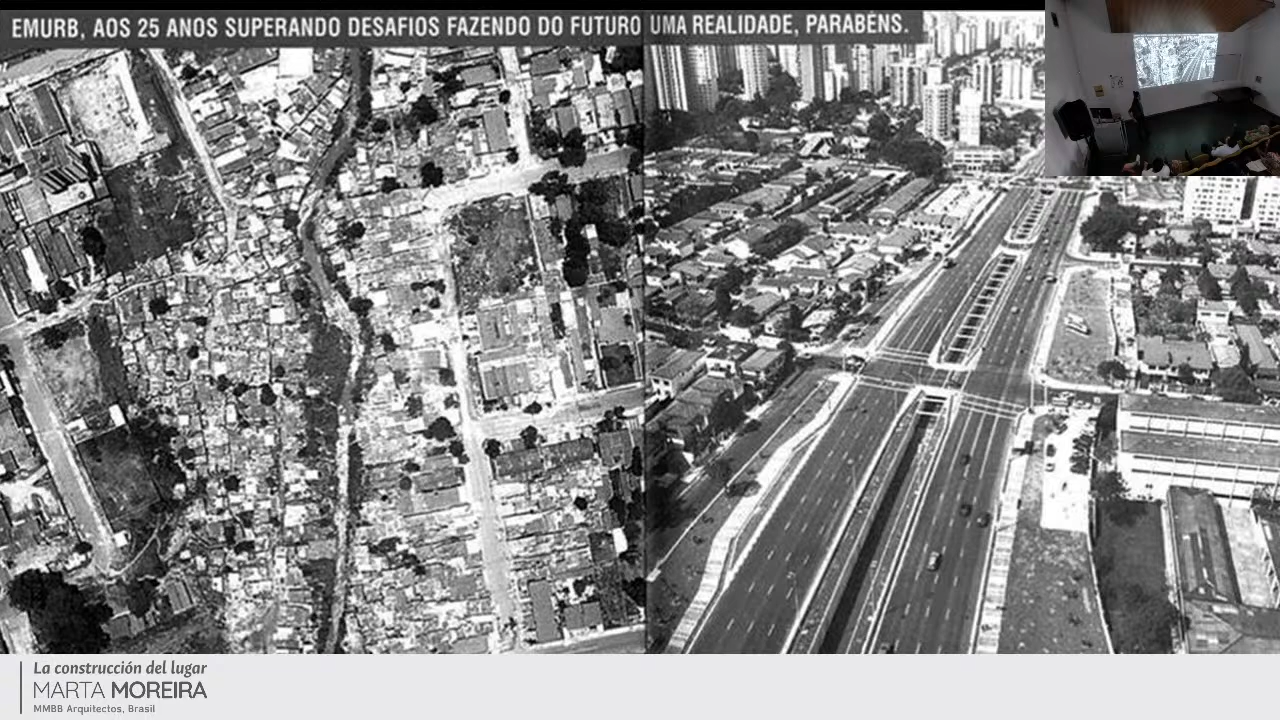 EMURB, AOS 25 ANOS SUPERANDO DESAFIOS FAZENDO DO FUTURO UMA REALIDADE, PARABÉNS.
La construcción del lugar
MARTA MOREIRA
MMBB Arquitectos, Brasil